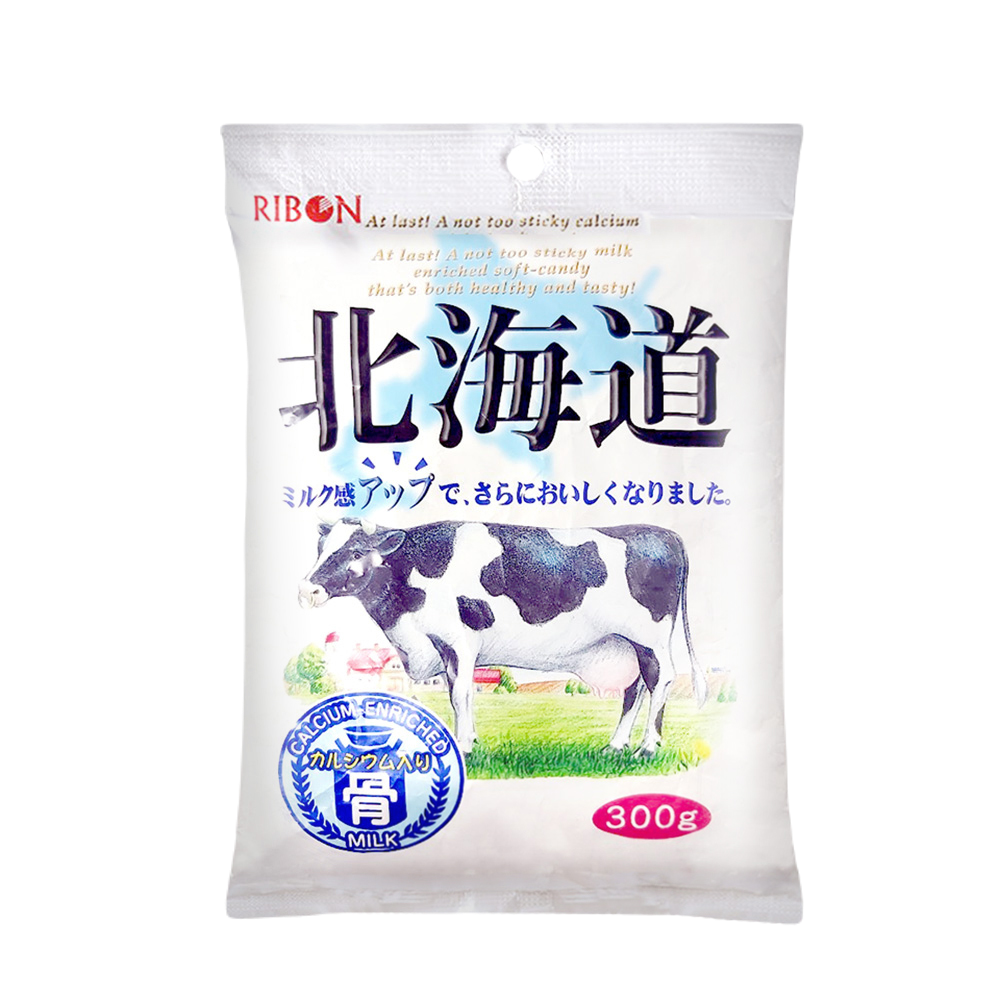 RIBON
At last! A not too sticky calcium
At last! A not too sticky milk
enriched soft-candy
that's both healthy and tasty!
北海道
ミルク感アップで、さらにおいしくなりました。
CALCIUM-ENRICHED
カルシウム入り
骨
MILK
300g